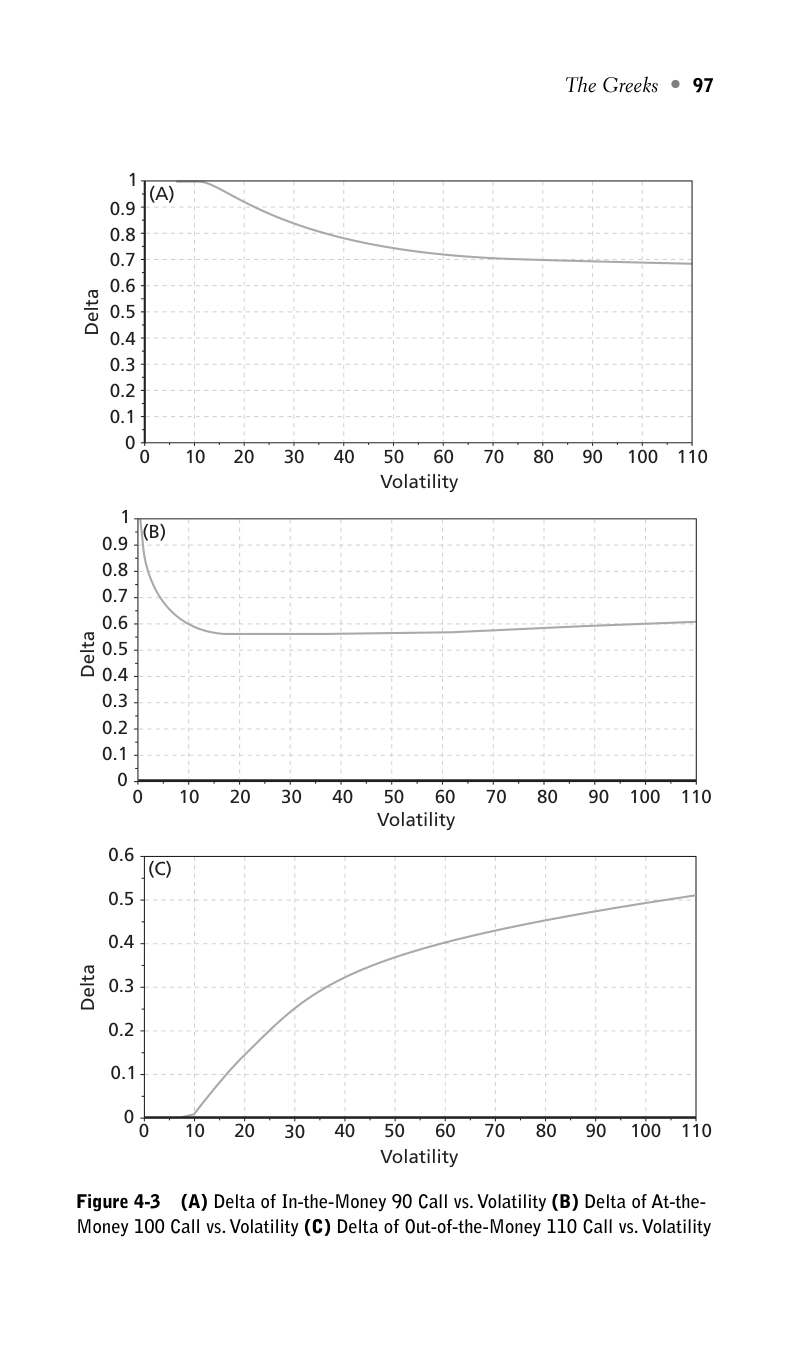 The Greeks • 97
1
(A)
0.9
0.8
0.7
0.6
0.5
0.4
0.3
0.2
0.1
0
Delta
0 10 20 30 40 50 60 70 80 90 100 110
Volatility
1
(B)
0.9
0.8
0.7
0.6
0.5
0.4
0.3
0.2
0.1
0
Delta
0 10 20 30 40 50 60 70 80 90 100 110
Volatility
0.6
(C)
0.5
0.4
0.3
0.2
0.1
0
Delta
0 10 20 30 40 50 60 70 80 90 100 110
Volatility
Figure 4-3 (A) Delta of In-the-Money 90 Call vs. Volatility (B) Delta of At-the-
Money 100 Call vs. Volatility (C) Delta of Out-of-the-Money 110 Call vs. Volatility